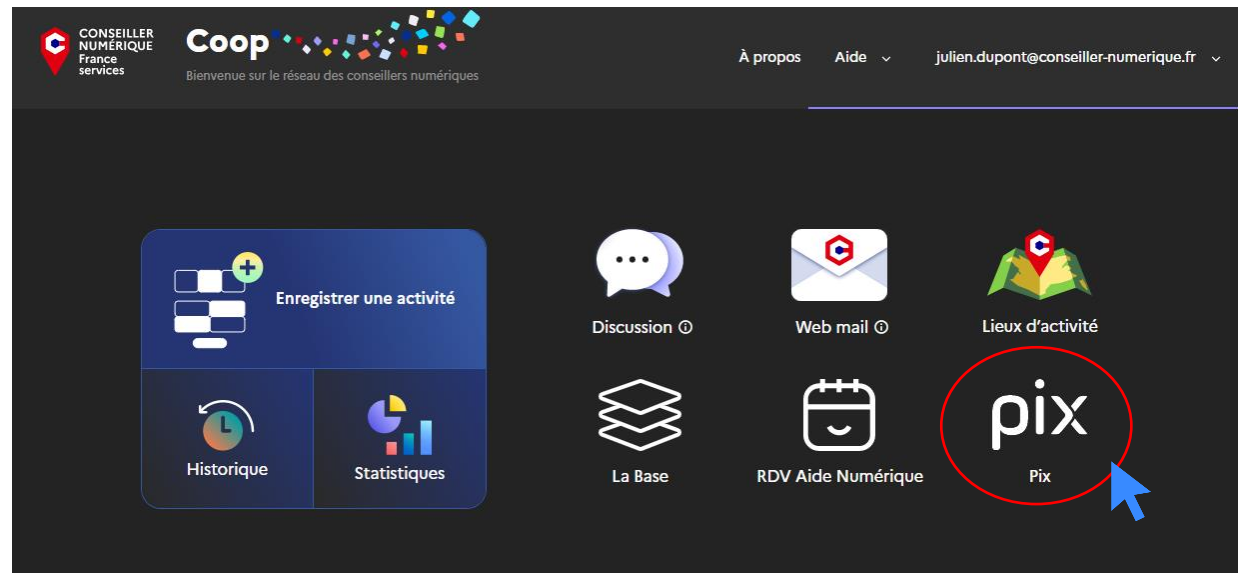 CONSEILLER
NUMÉRIQUE
France
services
Coop
Bienvenue sur le réseau des conseillers numériques
À propos
Aide
julien.dupont@conseiller-numerique.fr
Enregistrer une activité
Historique
Statistiques
Discussion
Web mail
Lieux d'activité
La Base
RDV Aide Numérique
pix
Pix